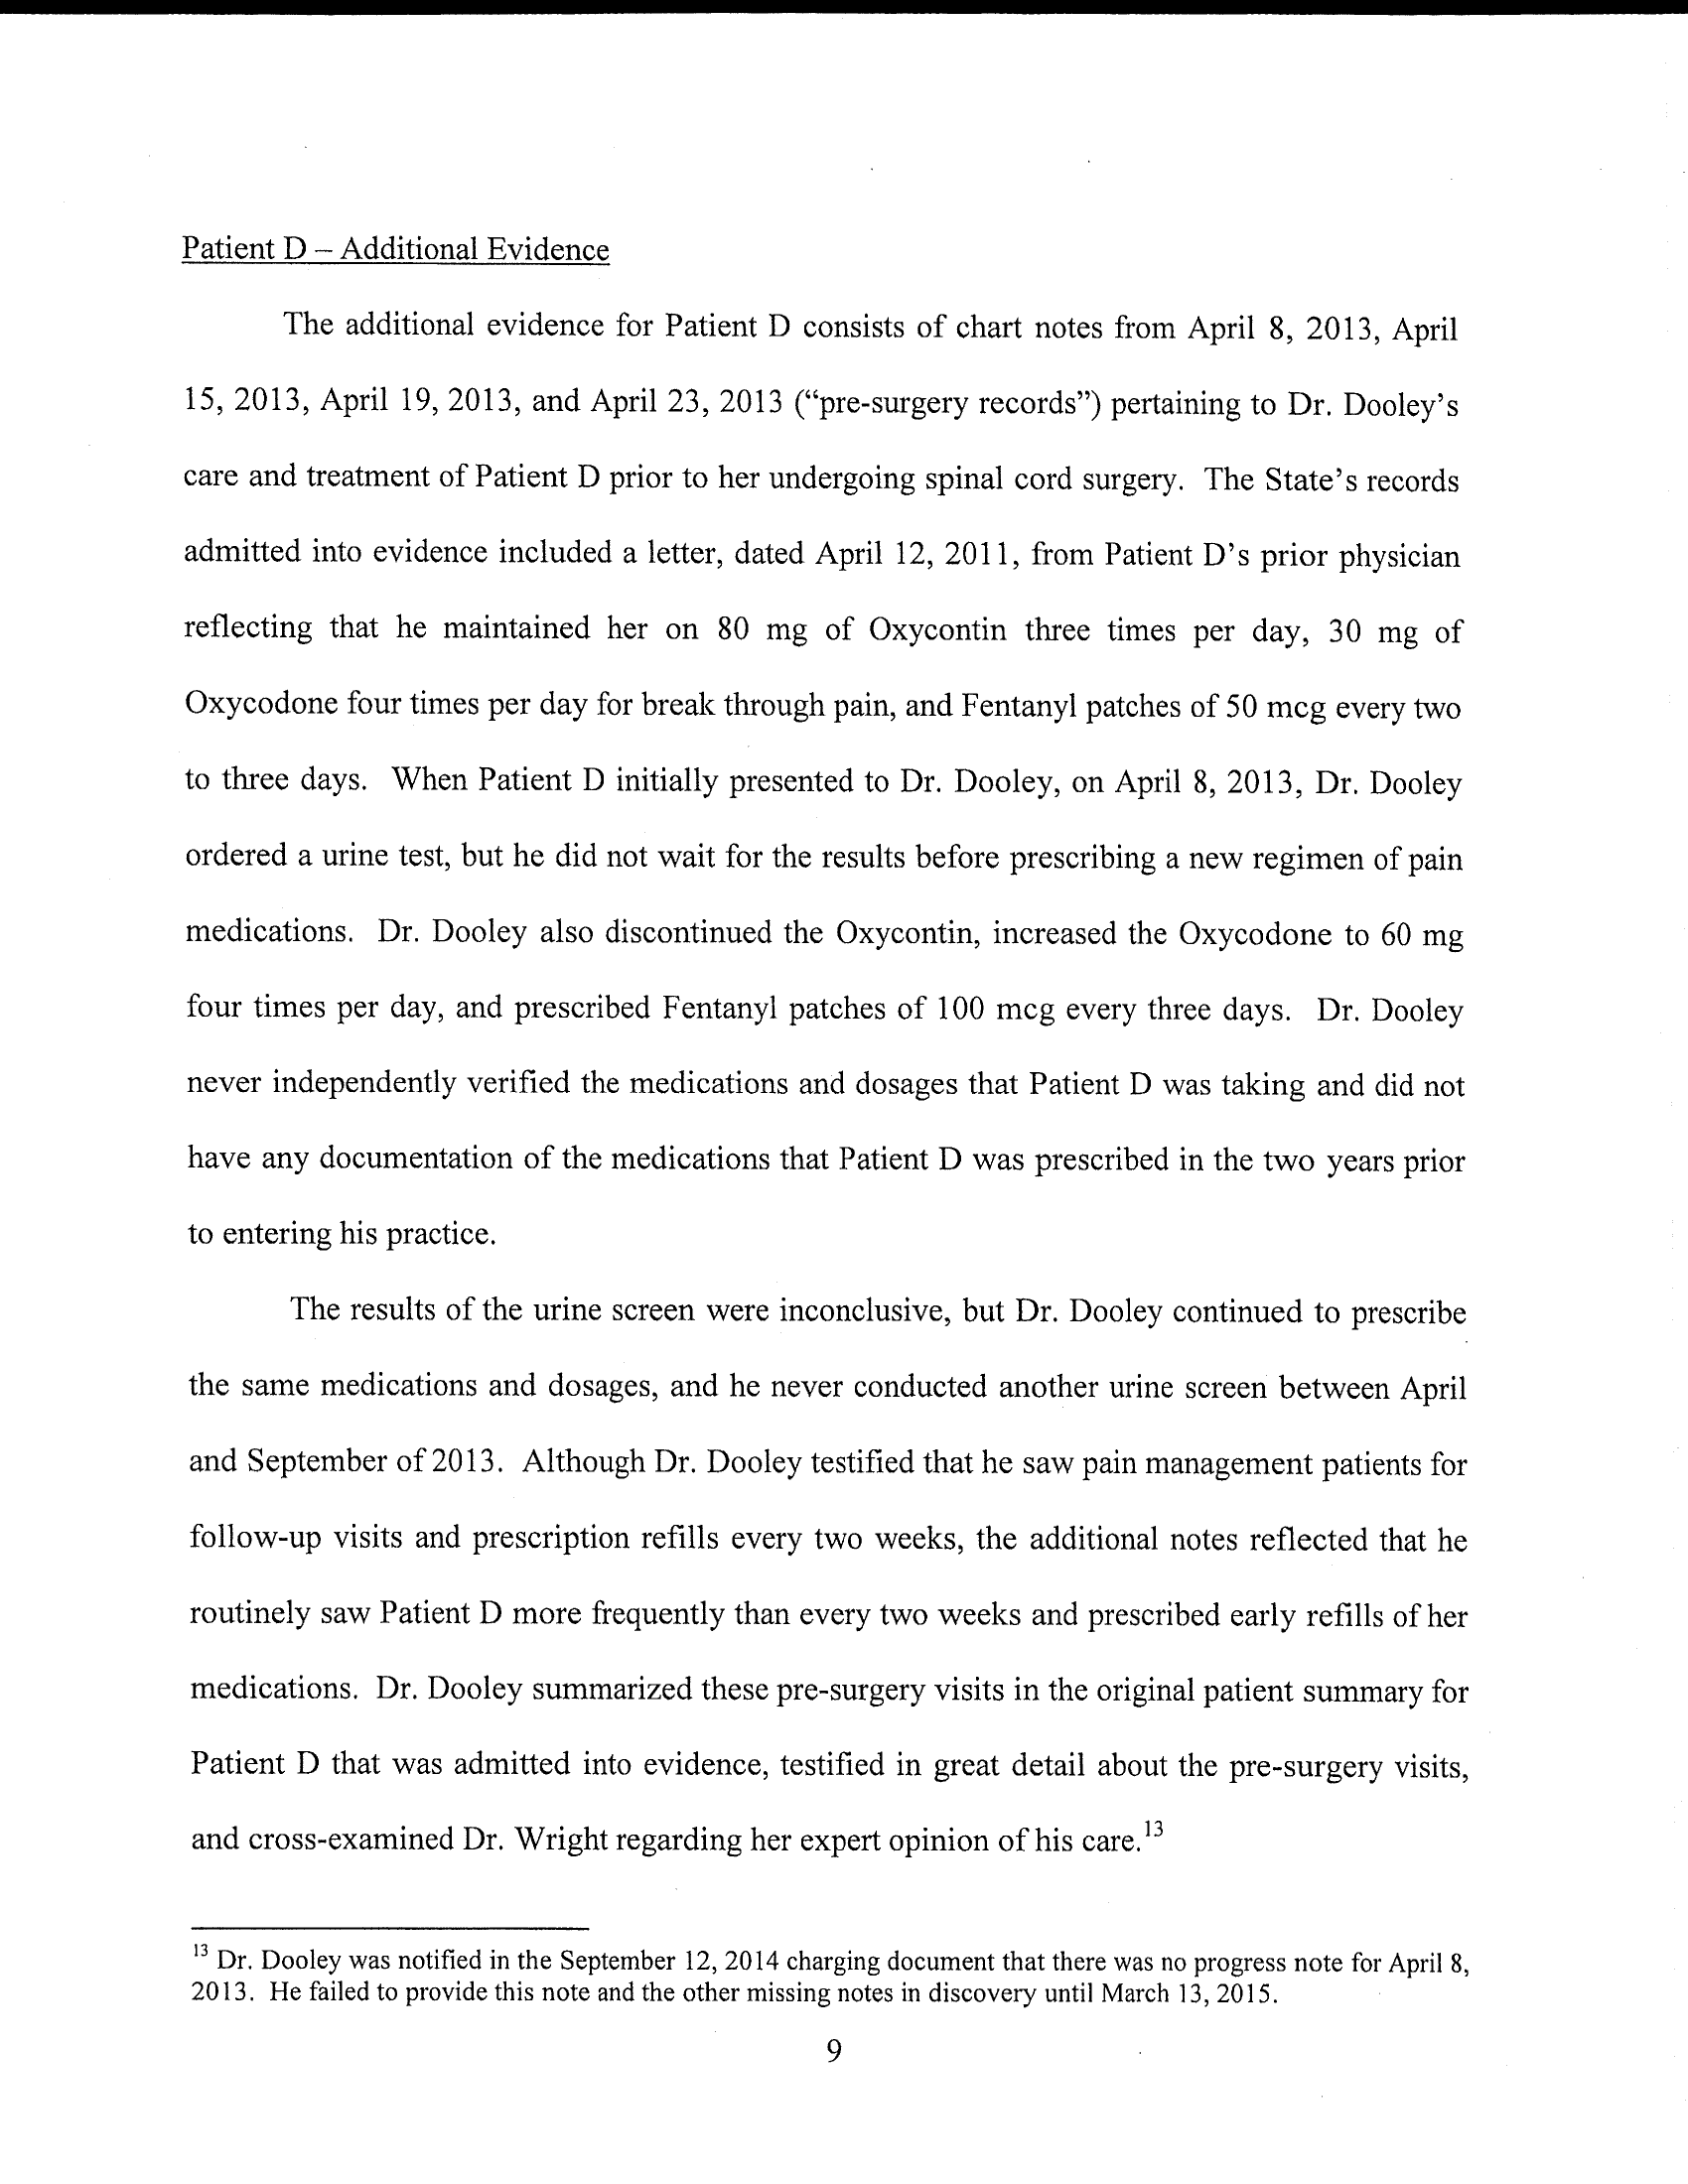 Patient D – Additional Evidence
The additional evidence for Patient D consists of chart notes from April 8, 2013, April
15, 2013, April 19, 2013, and April 23, 2013 (“pre-surgery records”) pertaining to Dr. Dooley’s
care and treatment of Patient D prior to her undergoing spinal cord surgery. The State’s records
admitted into evidence included a letter, dated April 12, 2011, from Patient D’s prior physician
reflecting that he maintained her on 80 mg of Oxycontin three times per day, 30 mg of
Oxycodone four times per day for break through pain, and Fentanyl patches of 50 mcg every two
to three days. When Patient D initially presented to Dr. Dooley, on April 8, 2013, Dr. Dooley
ordered a urine test, but he did not wait for the results before prescribing a new regimen of pain
medications. Dr. Dooley also discontinued the Oxycontin, increased the Oxycodone to 60 mg
four times per day, and prescribed Fentanyl patches of 100 mcg every three days. Dr. Dooley
never independently verified the medications and dosages that Patient D was taking and did not
have any documentation of the medications that Patient D was prescribed in the two years prior
to entering his practice.
The results of the urine screen were inconclusive, but Dr. Dooley continued to prescribe
the same medications and dosages, and he never conducted another urine screen between April
and September of 2013. Although Dr. Dooley testified that he saw pain management patients for
follow-up visits and prescription refills every two weeks, the additional notes reflected that he
routinely saw Patient D more frequently than every two weeks and prescribed early refills of her
medications. Dr. Dooley summarized these pre-surgery visits in the original patient summary for
Patient D that was admitted into evidence, testified in great detail about the pre-surgery visits,
and cross-examined Dr. Wright regarding her expert opinion of his care.13
13 Dr. Dooley was notified in the September 12, 2014 charging document that there was no progress note for April 8,
2013. He failed to provide this note and the other missing notes in discovery until March 13, 2015.
9